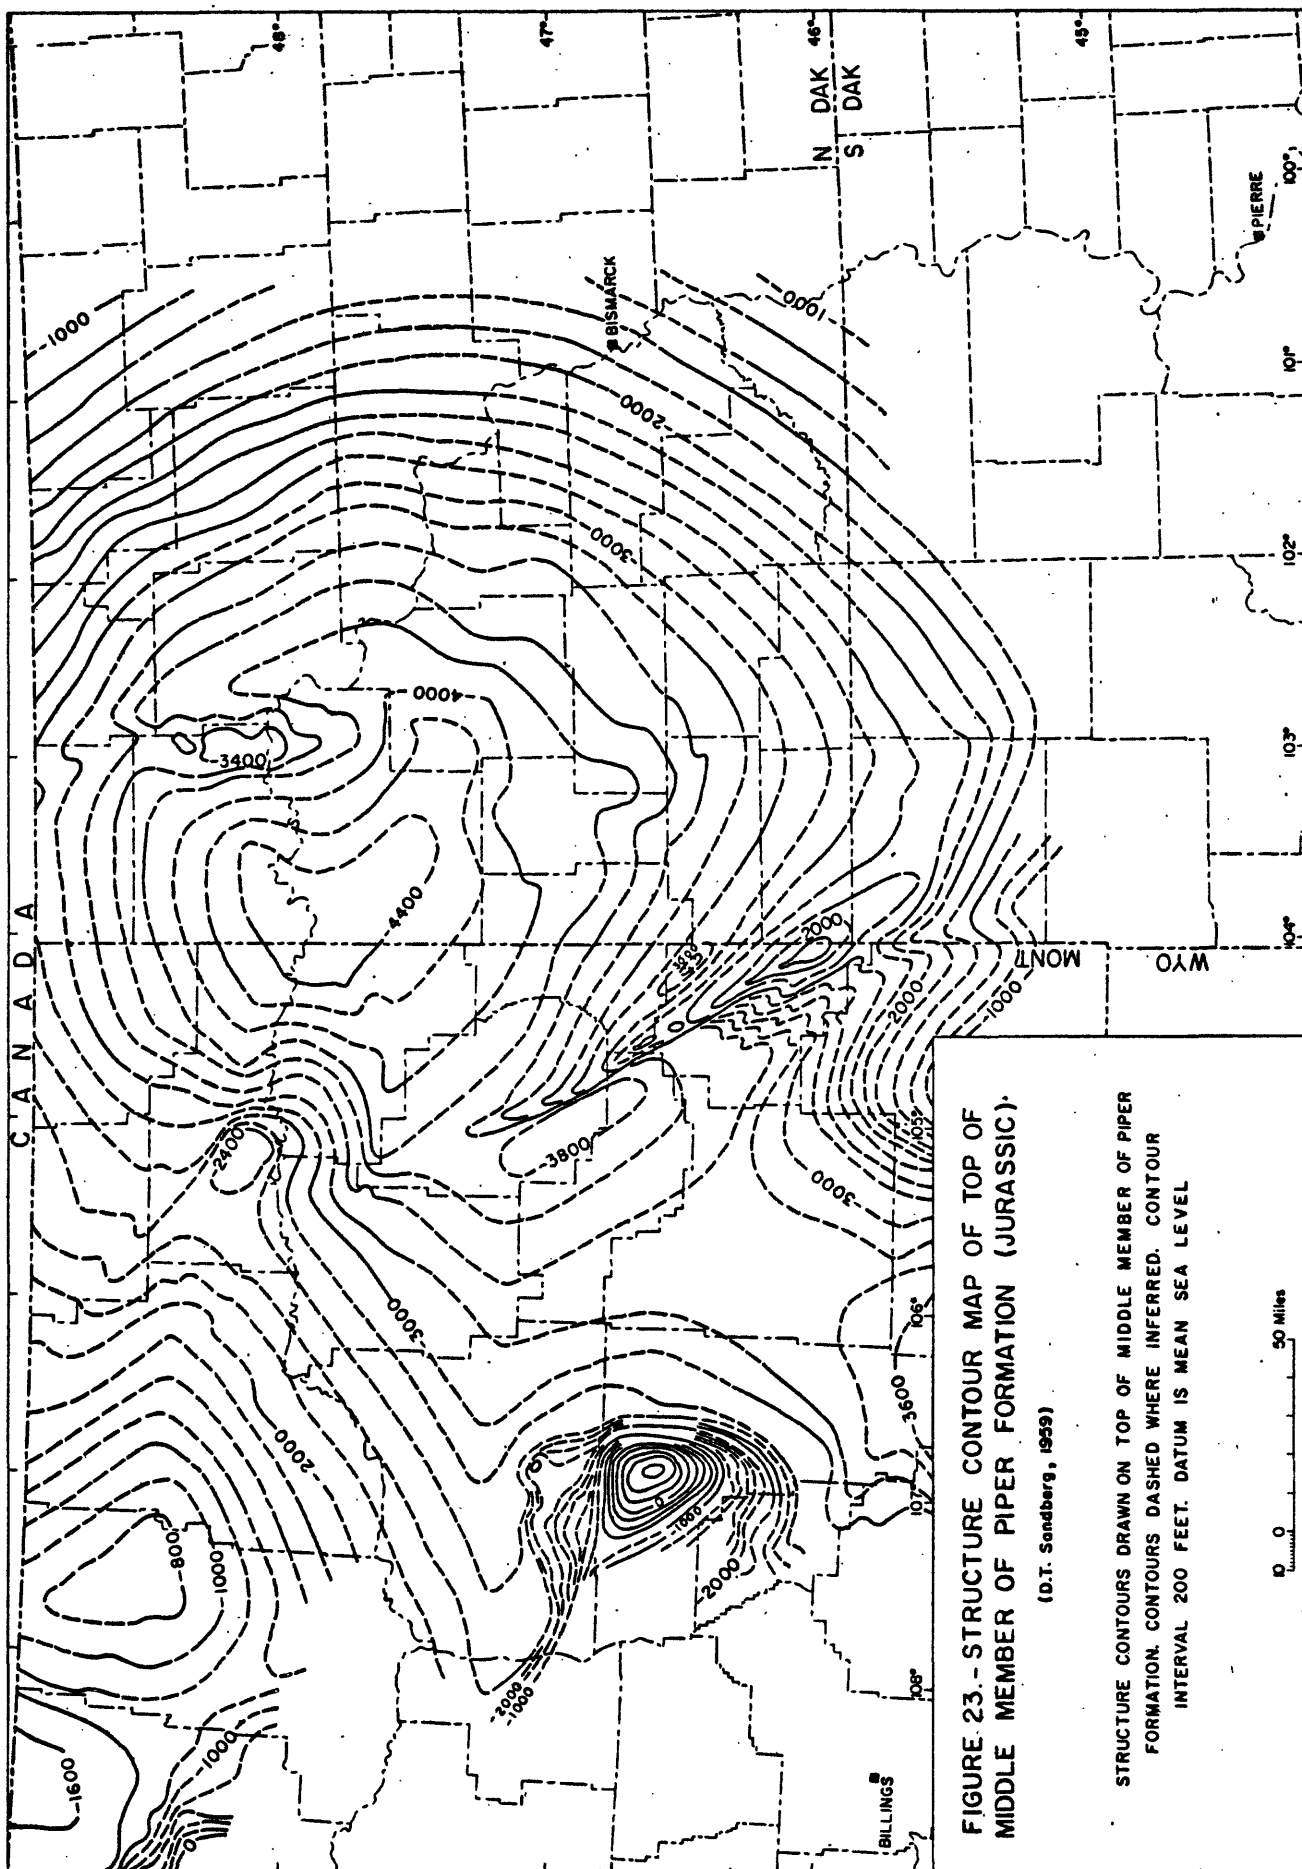 CANADA
48°
47°
46°
45°
N DAK
S DAK
100°
101°
102°
103°
104°
105°
106°
107°
108°
MONT
WYO
BISMARCK
PIERRE
BILLINGS
-1000
-1000
-2000
-3000
-4000
-3400
-4400
-2400
-3800
-2000
-2000
-1000
-3000
-3000
-3600
-2000
-800
-1000
0
0
-2000
-2000
-1000
-1000
-1600
0
FIGURE 23.-STRUCTURE CONTOUR MAP OF TOP OF
MIDDLE MEMBER OF PIPER FORMATION (JURASSIC).
(D.T. Sandberg, 1959)
STRUCTURE CONTOURS DRAWN ON TOP OF MIDDLE MEMBER OF PIPER
FORMATION. CONTOURS DASHED WHERE INFERRED. CONTOUR
INTERVAL 200 FEET. DATUM IS MEAN SEA LEVEL
10 0 50 Miles